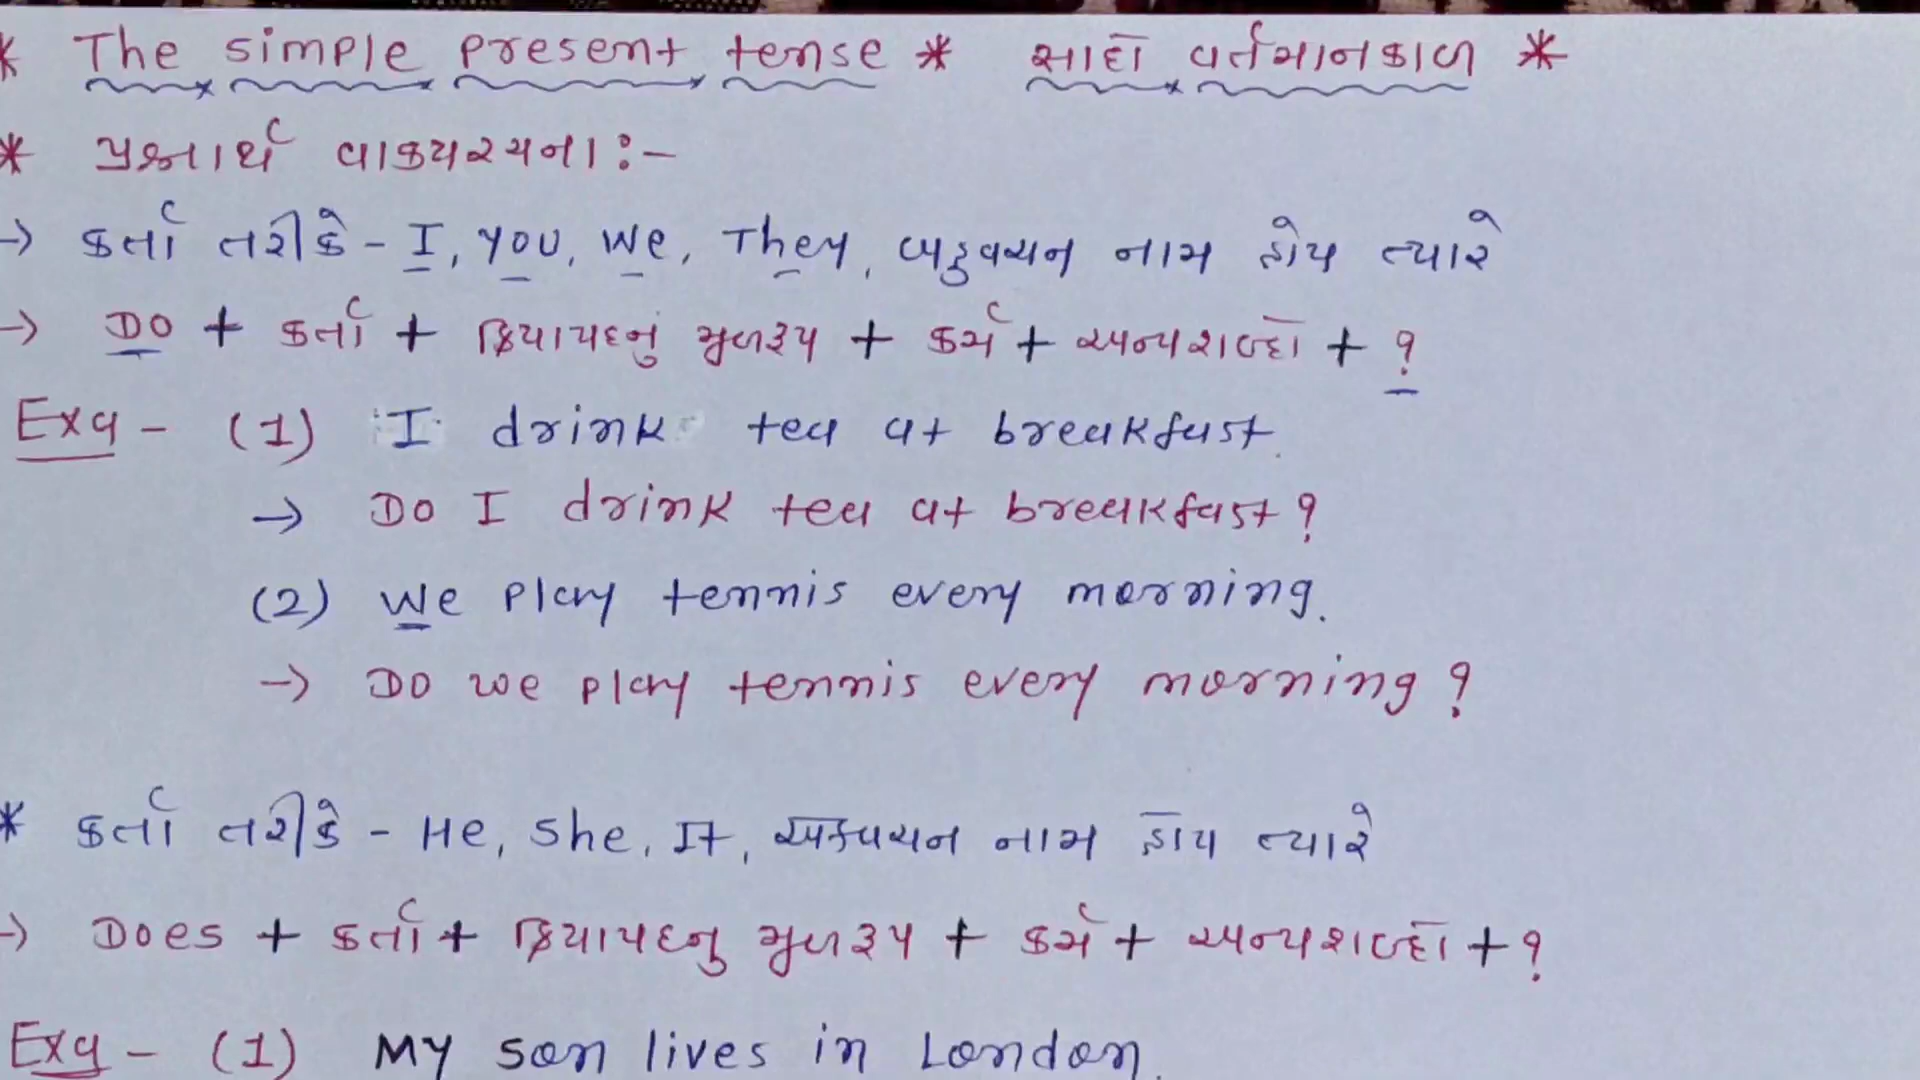 * The simple present tense * સાદો વર્તમાનકાળ *
* પ્રશ્નાર્થ વાક્યરચના :-
→ કર્તા તરીકે - I, you, we, They, બહુવચન નામ હોય ત્યારે
→ Do + કર્તા + ક્રિયાપદનું મુળરૂપ + કર્મ + અન્યશબ્દો + ?
Exa - (1) I drink tea at breakfast.
→ Do I drink tea at breakfast?
(2) We play tennis every morning.
→ Do we play tennis every morning?
* કર્તા તરીકે - He, she, It, એકવચન નામ હોય ત્યારે
→ Does + કર્તા + ક્રિયાપદનુ મુળરૂપ + કર્મ + અન્યશબ્દો + ?
Exa - (1) My son lives in London.